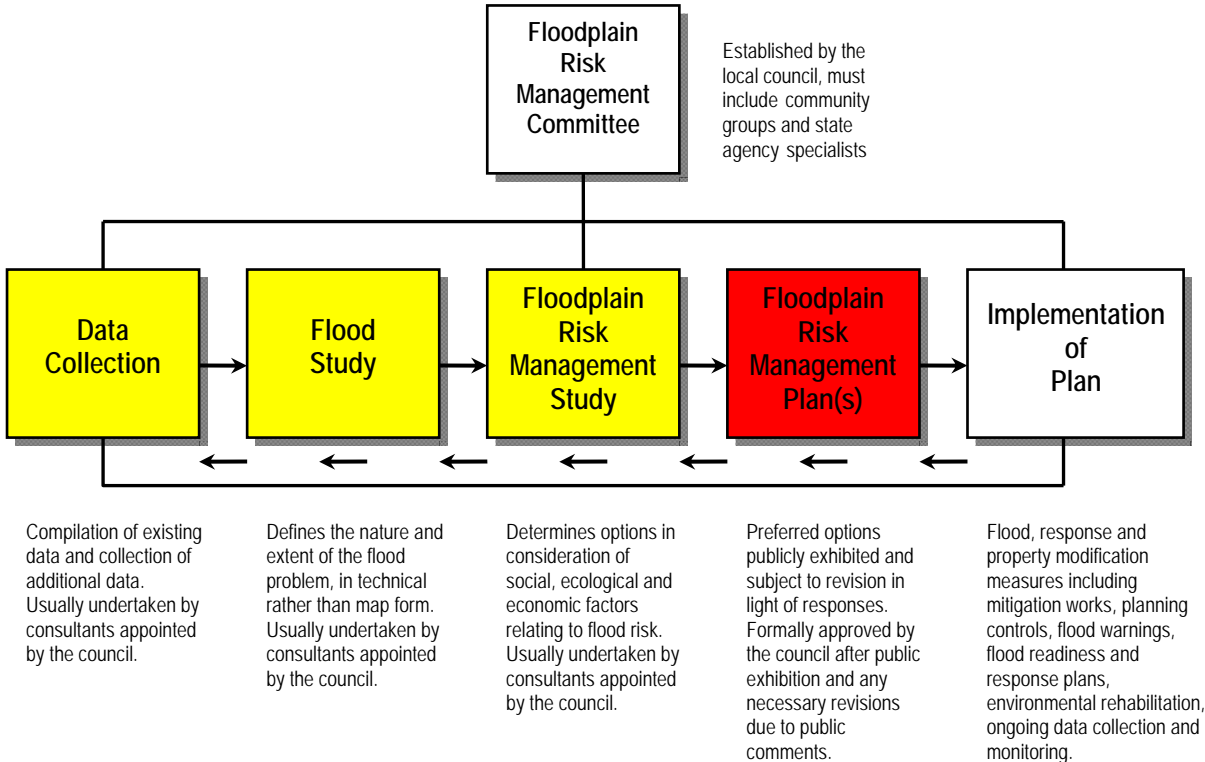 Floodplain
Risk
Management
Committee
Established by the
local council, must
include community
groups and state
agency specialists
Data
Collection
Flood
Study
Floodplain
Risk
Management
Study
Floodplain
Risk
Management
Plan(s)
Implementation
of
Plan
Compilation of existing
data and collection of
additional data.
Usually undertaken by
consultants appointed
by the council.
Defines the nature and
extent of the flood
problem, in technical
rather than map form.
Usually undertaken by
consultants appointed
by the council.
Determines options in
consideration of
social, ecological and
economic factors
relating to flood risk.
Usually undertaken by
consultants appointed
by the council.
Preferred options
publicly exhibited and
subject to revision in
light of responses.
Formally approved by
the council after public
exhibition and any
necessary revisions
due to public
comments.
Flood, response and
property modification
measures including
mitigation works, planning
controls, flood warnings,
flood readiness and
response plans,
environmental rehabilitation,
ongoing data collection and
monitoring.